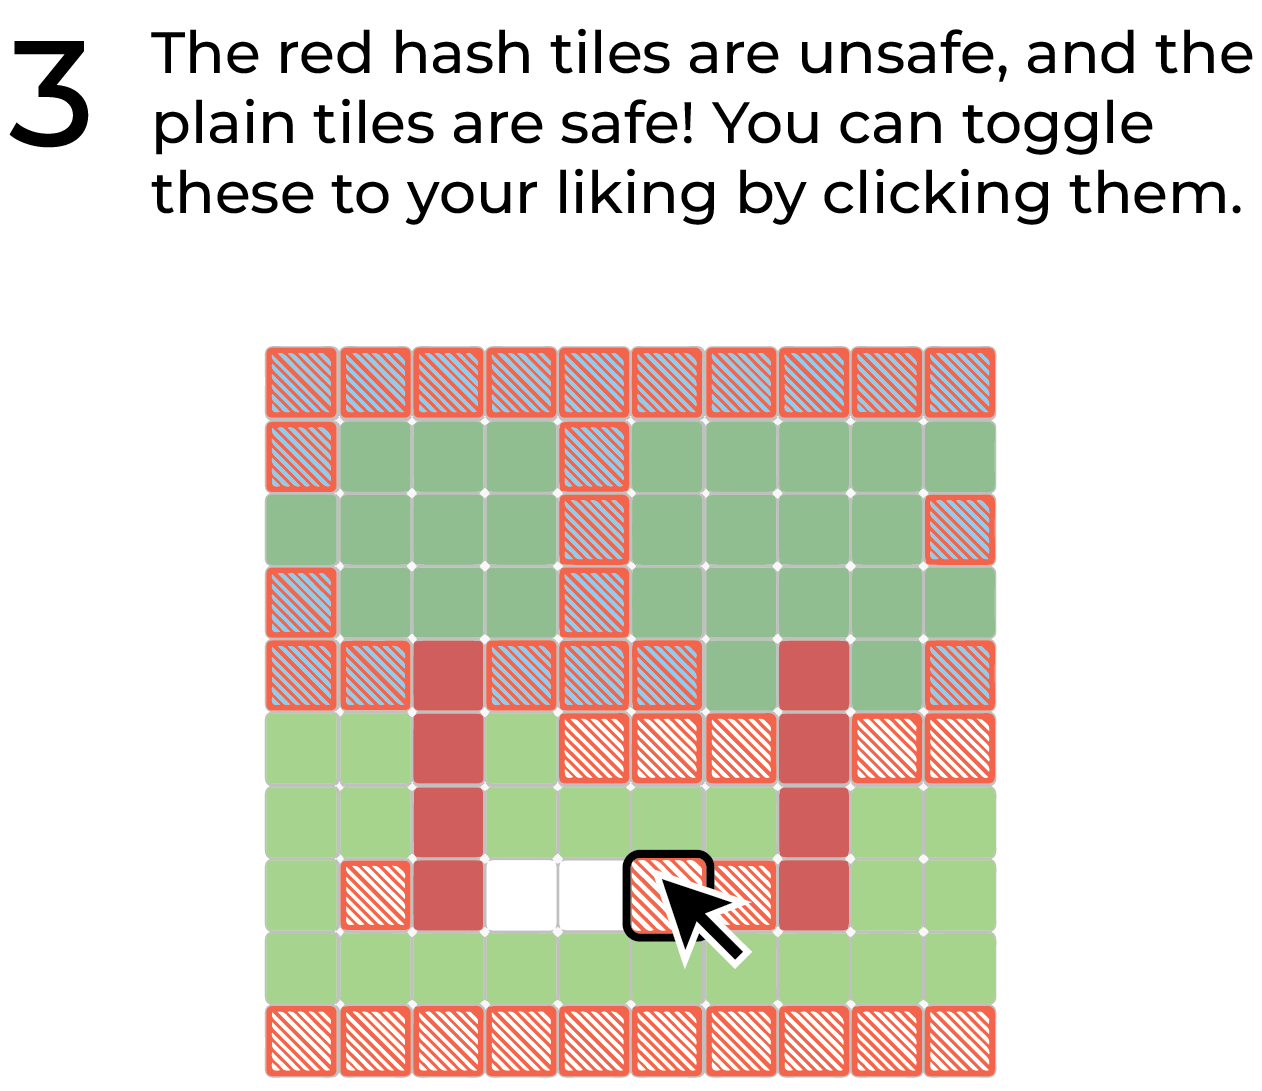 3
The red hash tiles are unsafe, and the
plain tiles are safe! You can toggle
these to your liking by clicking them.